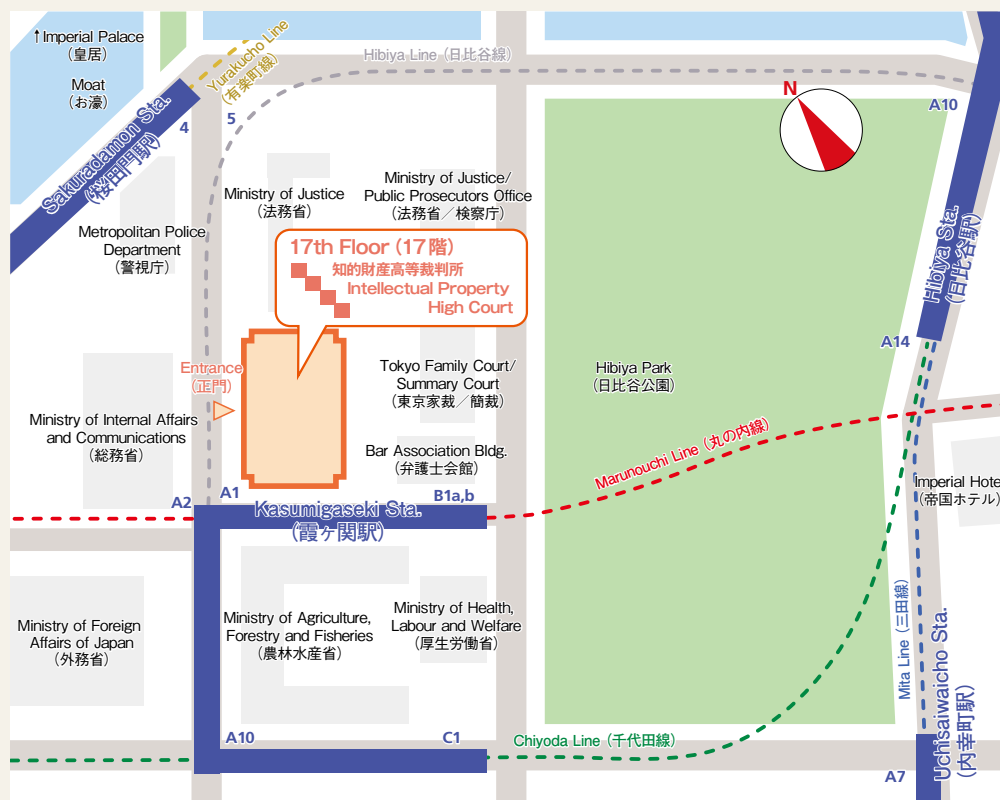 ↑Imperial Palace
（皇居）
Moat
（お濠）
Yurakucho Line
（有楽町線）
Hibiya Line（日比谷線）
N
A10
4
5
Sakuradamon Sta.
（桜田門駅）
Ministry of Justice
（法務省）
Ministry of Justice/
Public Prosecutors Office
（法務省／検察庁）
Metropolitan Police
Department
（警視庁）
17th Floor（17階）
知的財産高等裁判所
Intellectual Property
High Court
Hibiya Sta.
（日比谷駅）
A14
Entrance
（正門）
Tokyo Family Court/
Summary Court
（東京家裁／簡裁）
Hibiya Park
（日比谷公園）
Ministry of Internal Affairs
and Communications
（総務省）
Bar Association Bldg.
（弁護士会館）
Marunouchi Line（丸の内線）
Imperial Hote
（帝国ホテル）
A2
A1
B1a,b
Kasumigaseki Sta.
（霞ヶ関駅）
Ministry of Foreign
Affairs of Japan
（外務省）
Ministry of Agriculture,
Forestry and Fisheries
（農林水産省）
Ministry of Health,
Labour and Welfare
（厚生労働省）
Mita Line（三田線）
Uchisaiwaicho Sta.
（内幸町駅）
A10
C1
Chiyoda Line（千代田線）
A7